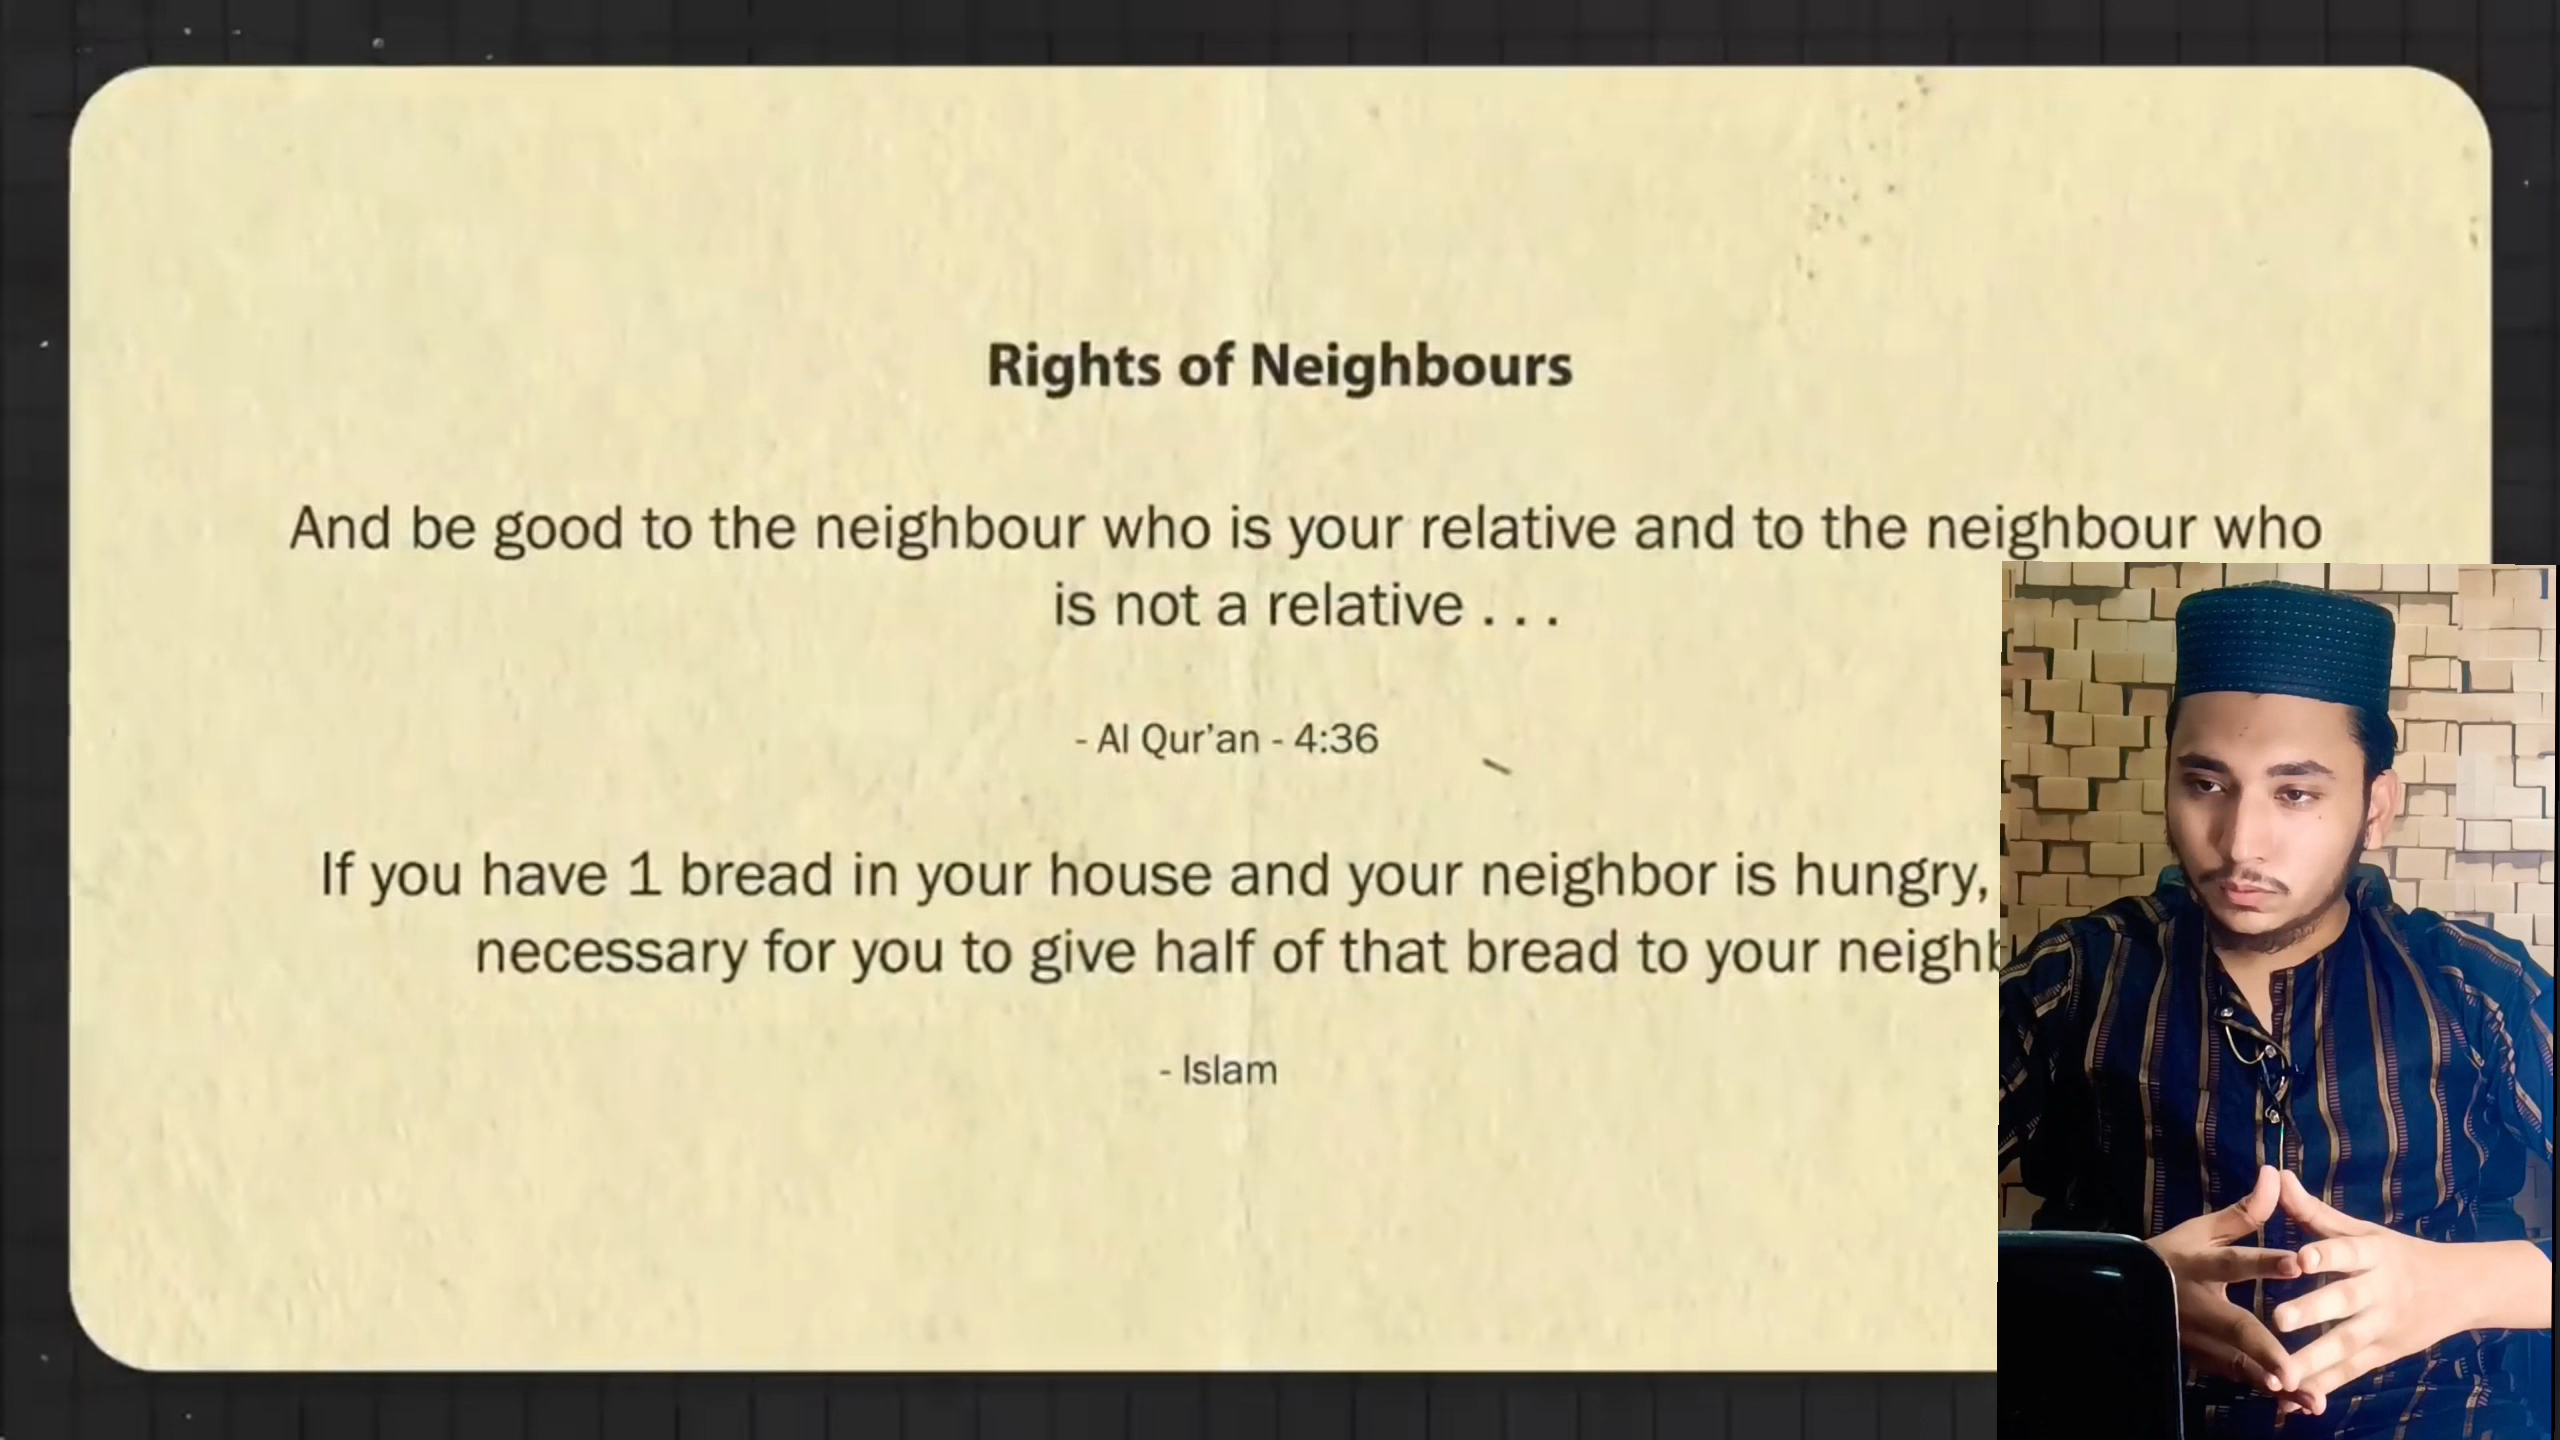 Rights of Neighbours
And be good to the neighbour who is your relative and to the neighbour who
is not a relative . . .
- Al Qur'an - 4:36
If you have 1 bread in your house and your neighbor is hungry,
necessary for you to give half of that bread to your
- Islam